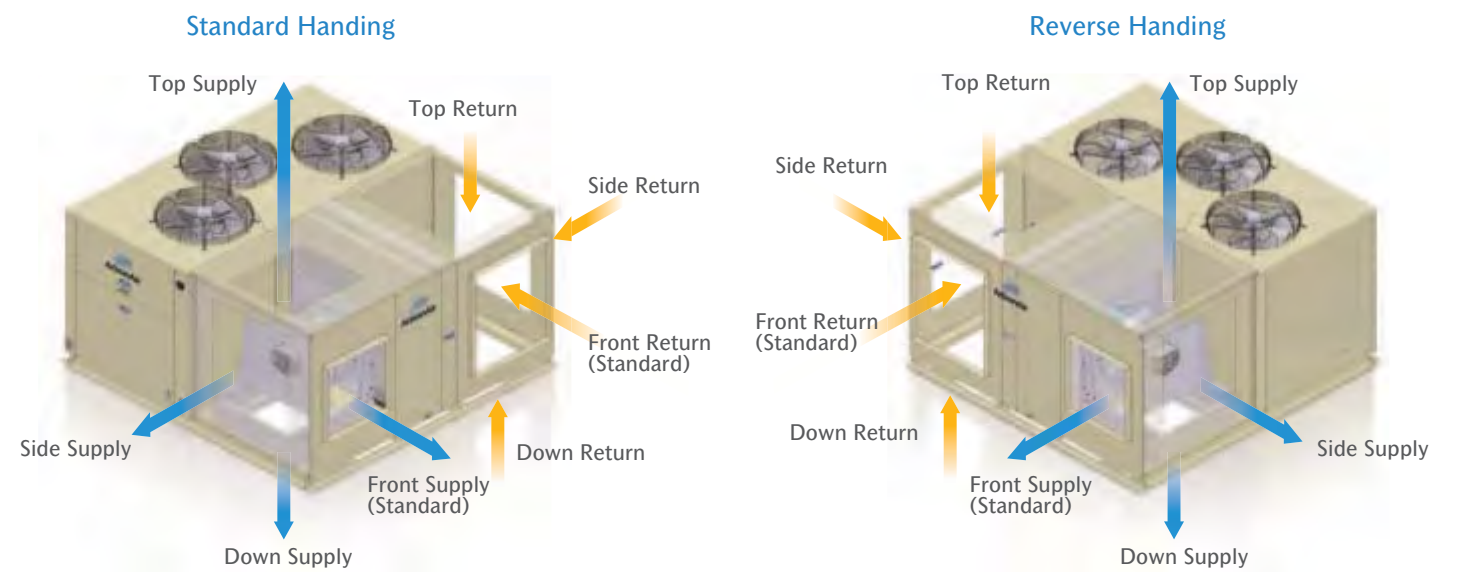 Standard Handing
Top Supply
Top Return
Side Return
Front Return
(Standard)
Side Supply
Down Return
Front Supply
(Standard)
Down Supply
Reverse Handing
Top Return
Top Supply
Side Return
Front Return
(Standard)
Down Return
Side Supply
Front Supply
(Standard)
Down Supply